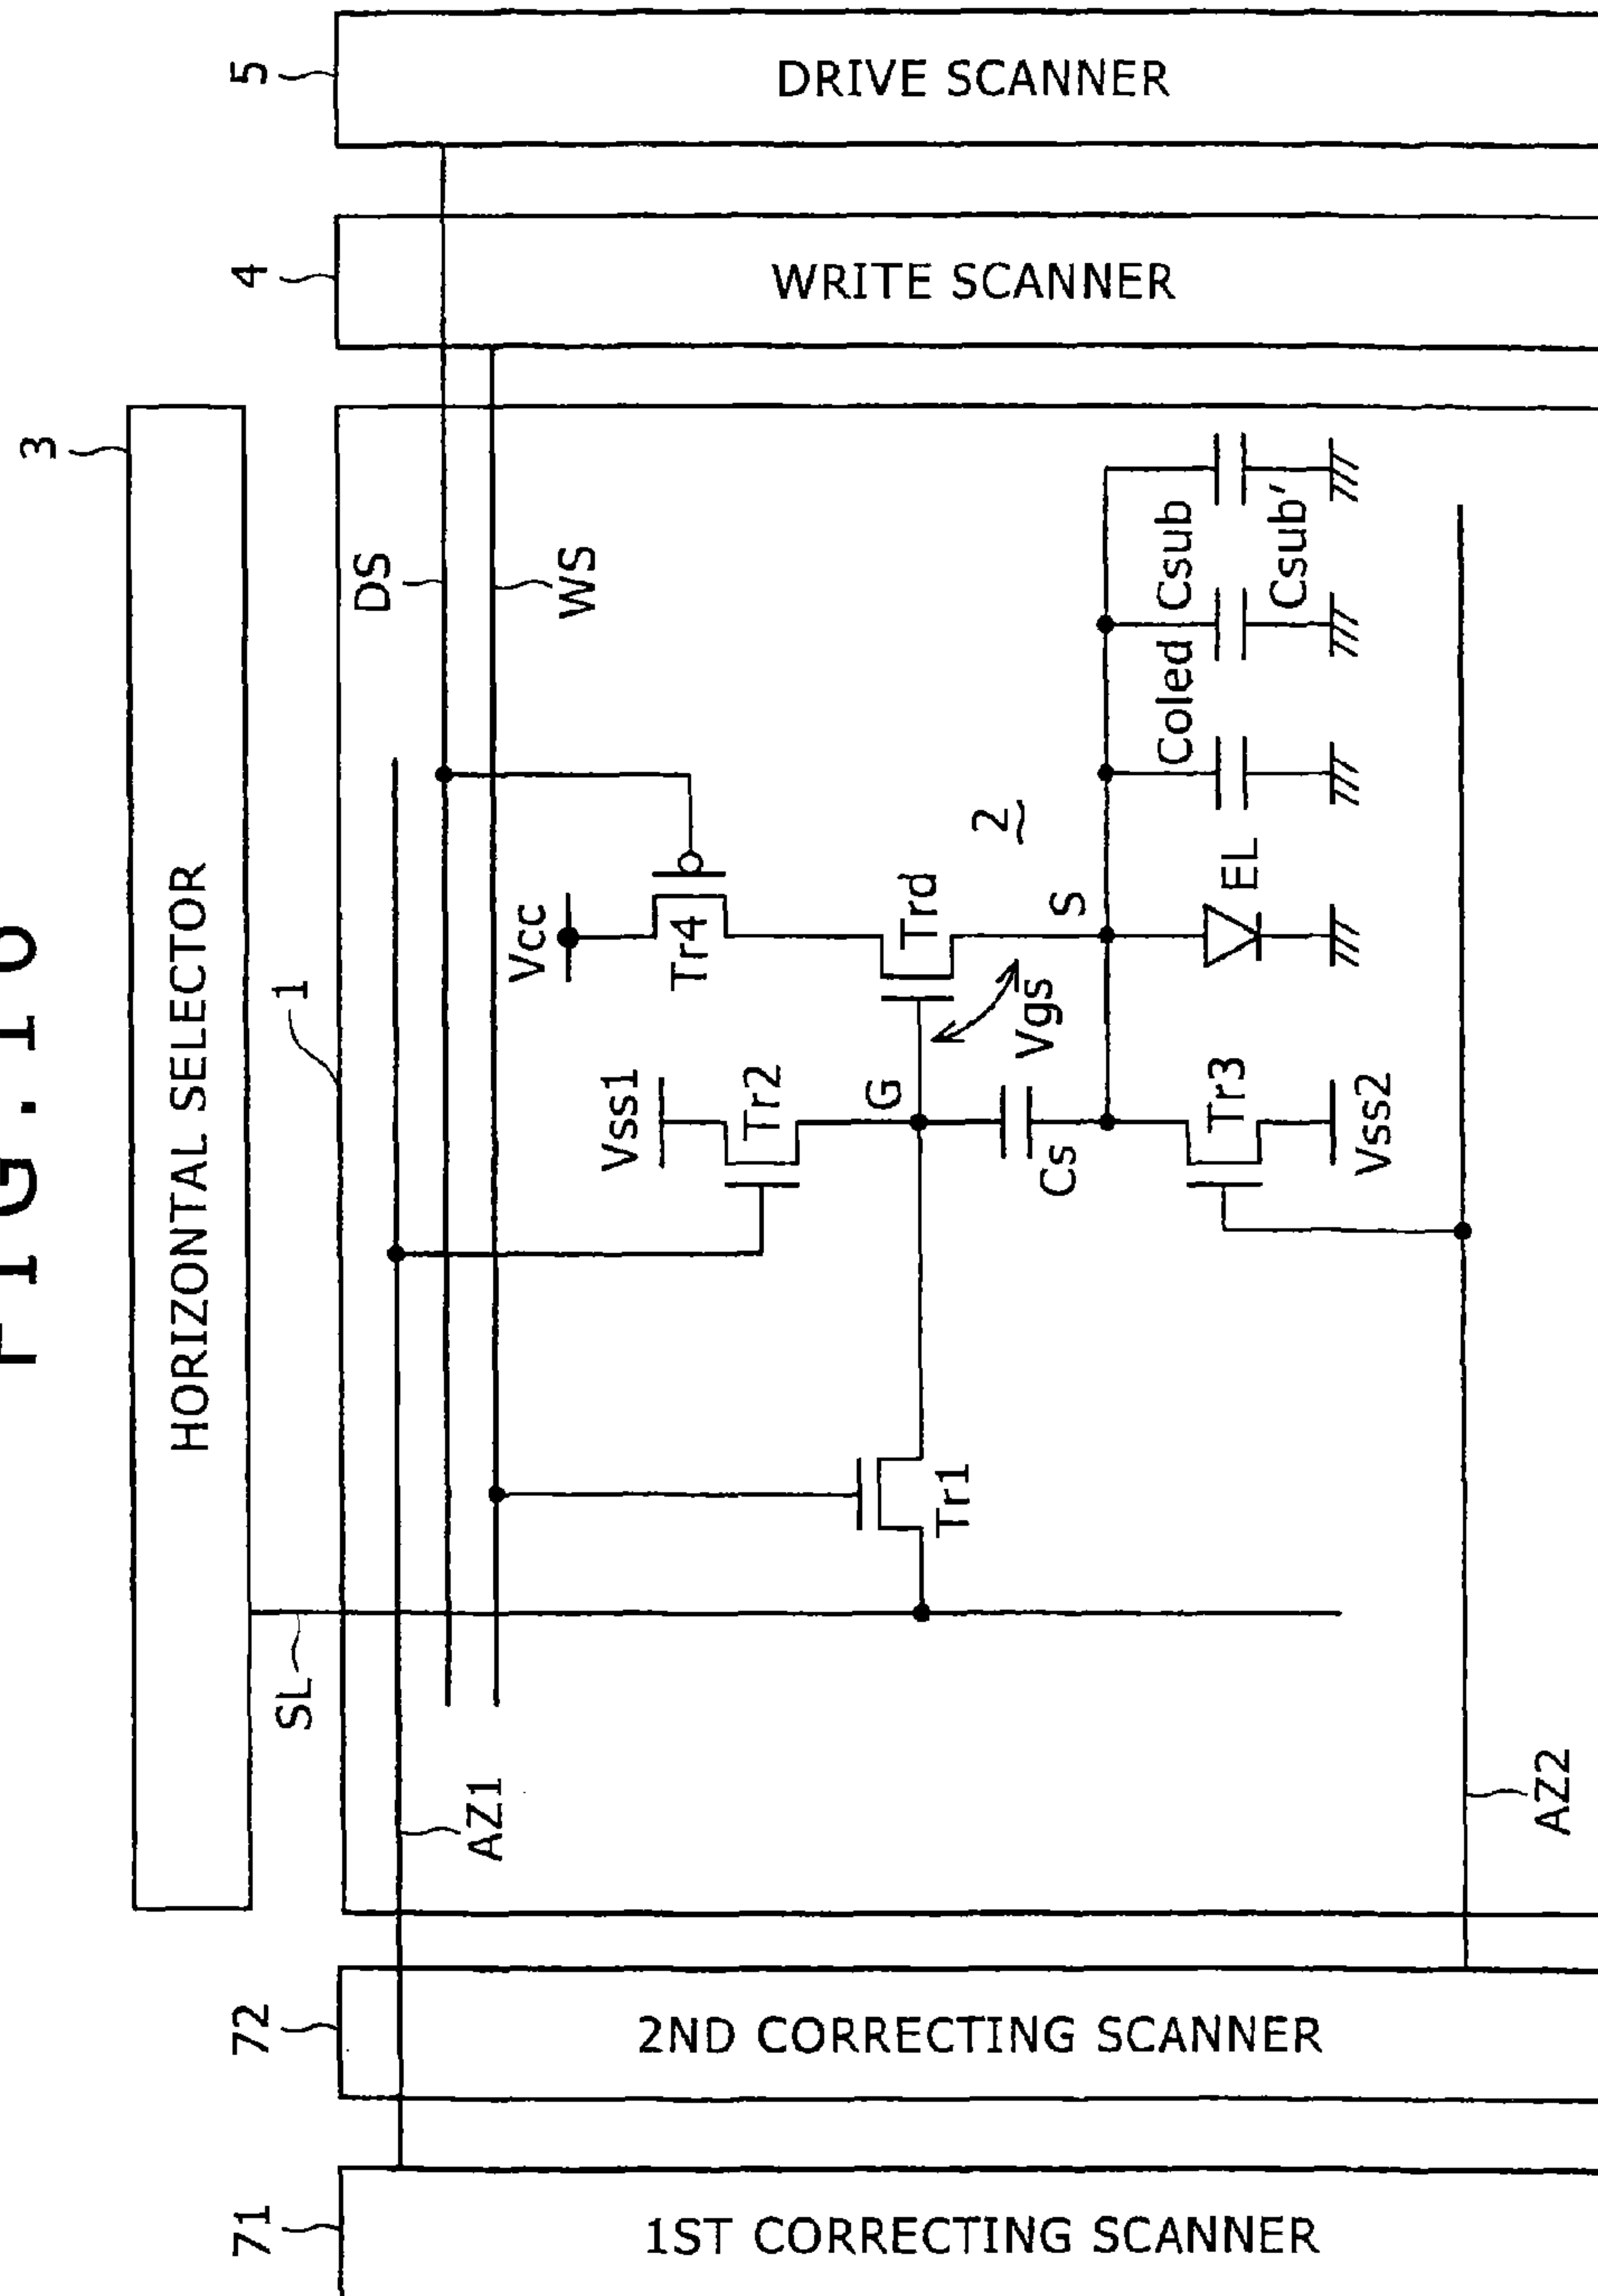 3
HORIZONTAL SELECTOR
71
72
4
5
SL
1
DS
AZ1
WS
Vcc
Vss1
Tr4
Tr2
G
Trd
Tr1
2
Vgs
Cs
S
Coled
Csub
Tr3
EL
Csub'
Vss2
AZ2
1ST CORRECTING SCANNER
2ND CORRECTING SCANNER
WRITE SCANNER
DRIVE SCANNER